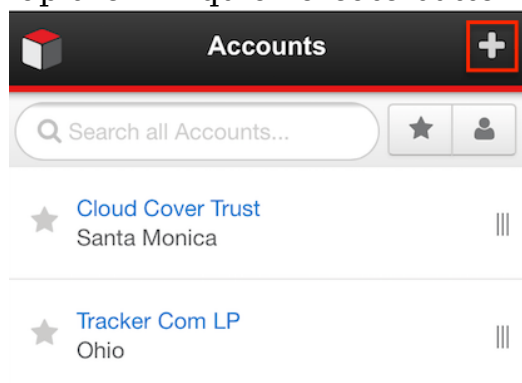 Accounts
Search all Accounts...
Cloud Cover Trust
Santa Monica
Tracker Com LP
Ohio